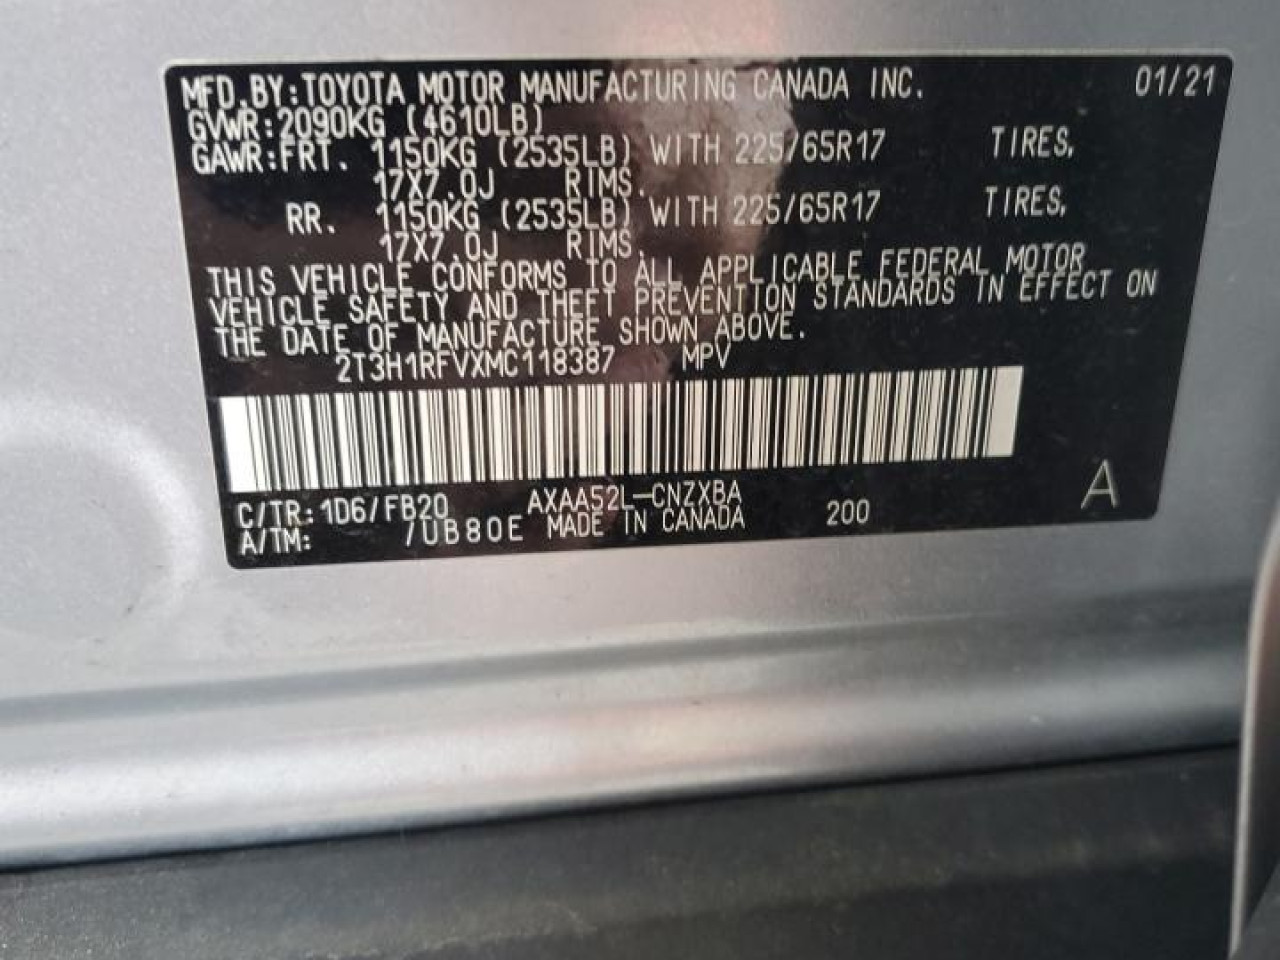 MFD.BY:TOYOTA MOTOR MANUFACTURING CANADA INC. 01/21
GVWR:2090KG (4610LB)
GAWR:FRT. 1150KG (2535LB) WITH 225/65R17 TIRES,
17X7.0J RIMS.
RR. 1150KG (2535LB) WITH 225/65R17 TIRES,
17X7.0J RIMS.
THIS VEHICLE CONFORMS TO ALL APPLICABLE FEDERAL MOTOR
VEHICLE SAFETY AND THEFT PREVENTION STANDARDS IN EFFECT ON
THE DATE OF MANUFACTURE SHOWN ABOVE.
2T3H1RFVXMC118387 MPV
C/TR:1D6/FB20 AXAA52L-CNZXBA
A/TM: /UB80E MADE IN CANADA 200 A